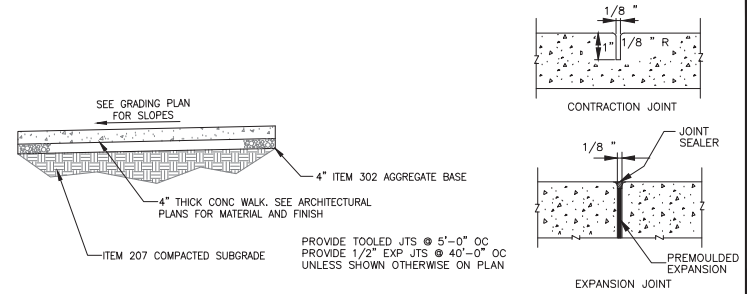 SEE GRADING PLAN
FOR SLOPES
4" ITEM 302 AGGREGATE BASE
4" THICK CONC WALK. SEE ARCHITECTURAL
PLANS FOR MATERIAL AND FINISH
ITEM 207 COMPACTED SUBGRADE
PROVIDE TOOLED JTS @ 5'-0" OC
PROVIDE 1/2" EXP JTS @ 40'-0" OC
UNLESS SHOWN OTHERWISE ON PLAN
1/8 "
1"
1/8 " R
Z
Z
CONTRACTION JOINT
1/8 "
JOINT
SEALER
Z
Z
PREMOULDED
EXPANSION
EXPANSION JOINT